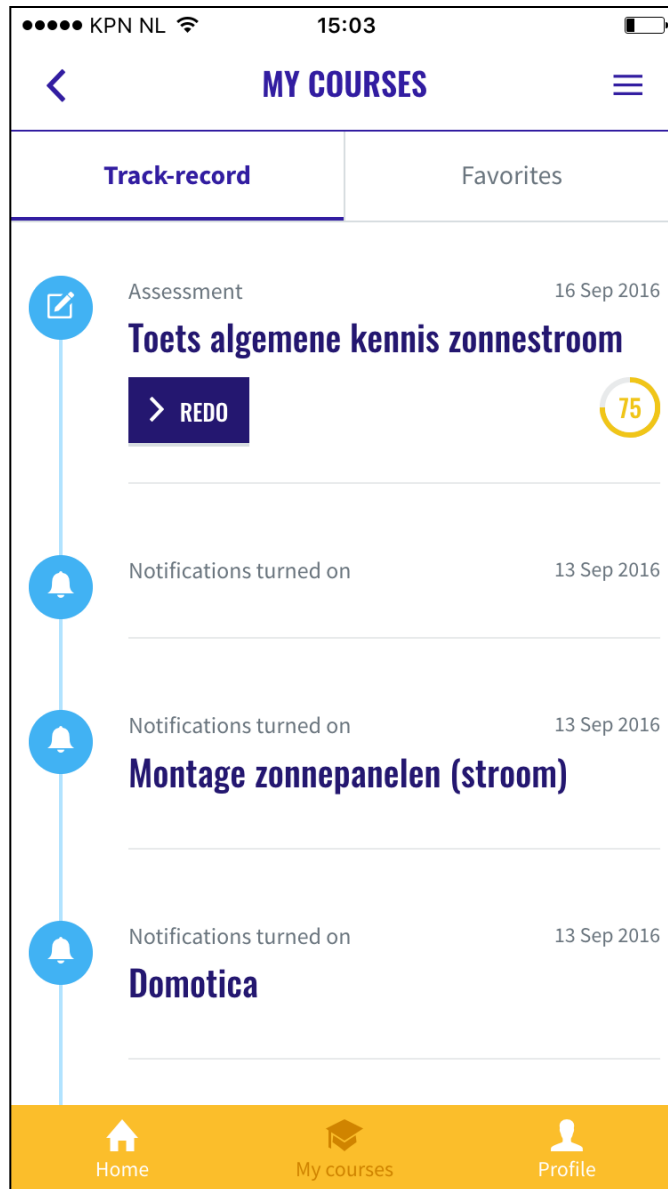 KPN NL 15:03
MY COURSES
Track-record Favorites
Assessment 16 Sep 2016
Toets algemene kennis zonnestroom
REDO 75
Notifications turned on 13 Sep 2016
Notifications turned on 13 Sep 2016
Montage zonnepanelen (stroom)
Notifications turned on 13 Sep 2016
Domotica
Home My courses Profile